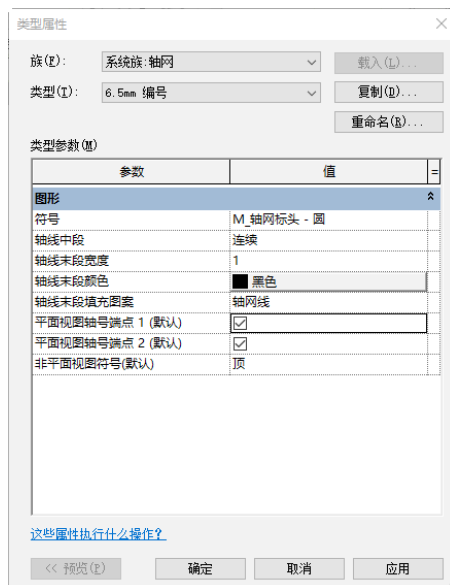 类型属性
族(F): 系统族:轴网 载入(L)...
类型(T): 6.5mm 编号 复制(D)...
重命名(R)...
类型参数(M)
参数 值 =
图形
符号 M_轴网标头 - 圆
轴线中段 连续
轴线末段宽度 1
轴线末段颜色 黑色
轴线末段填充图案 轴网线
平面视图轴号端点 1 (默认)
平面视图轴号端点 2 (默认)
非平面视图符号(默认) 顶
这些属性执行什么操作?
<< 预览(P) 确定 取消 应用